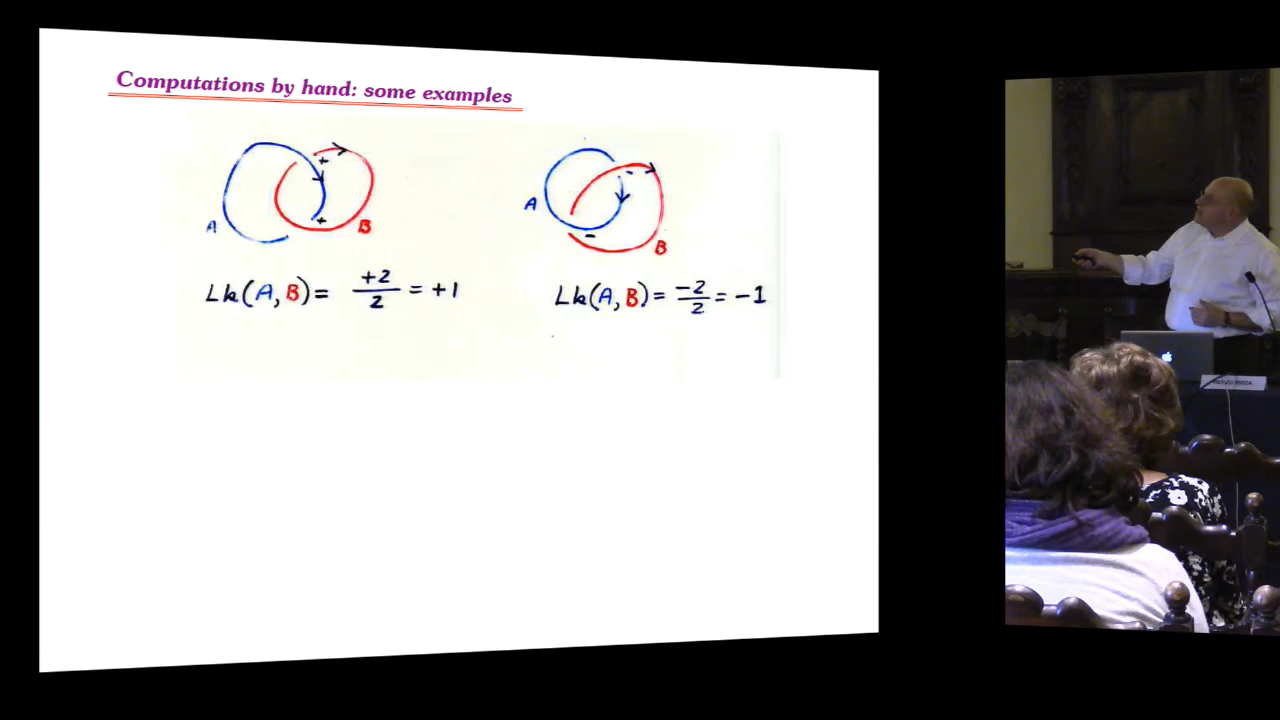 Computations by hand: some examples
+
+
A
B
Lk(A, B) = +2/2 = +1
-
-
A
B
Lk(A, B) = -2/2 = -1